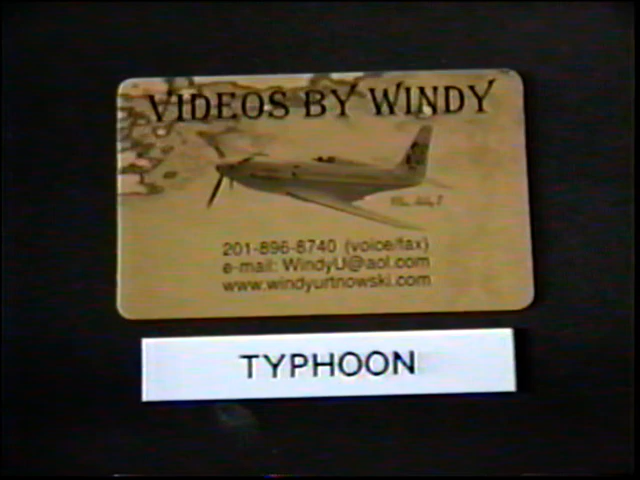 VIDEOS BY WINDY
201-896-8740 (voice/fax)
e-mail: WindyU@aol.com
www.windyurtnowski.com
TYPHOON